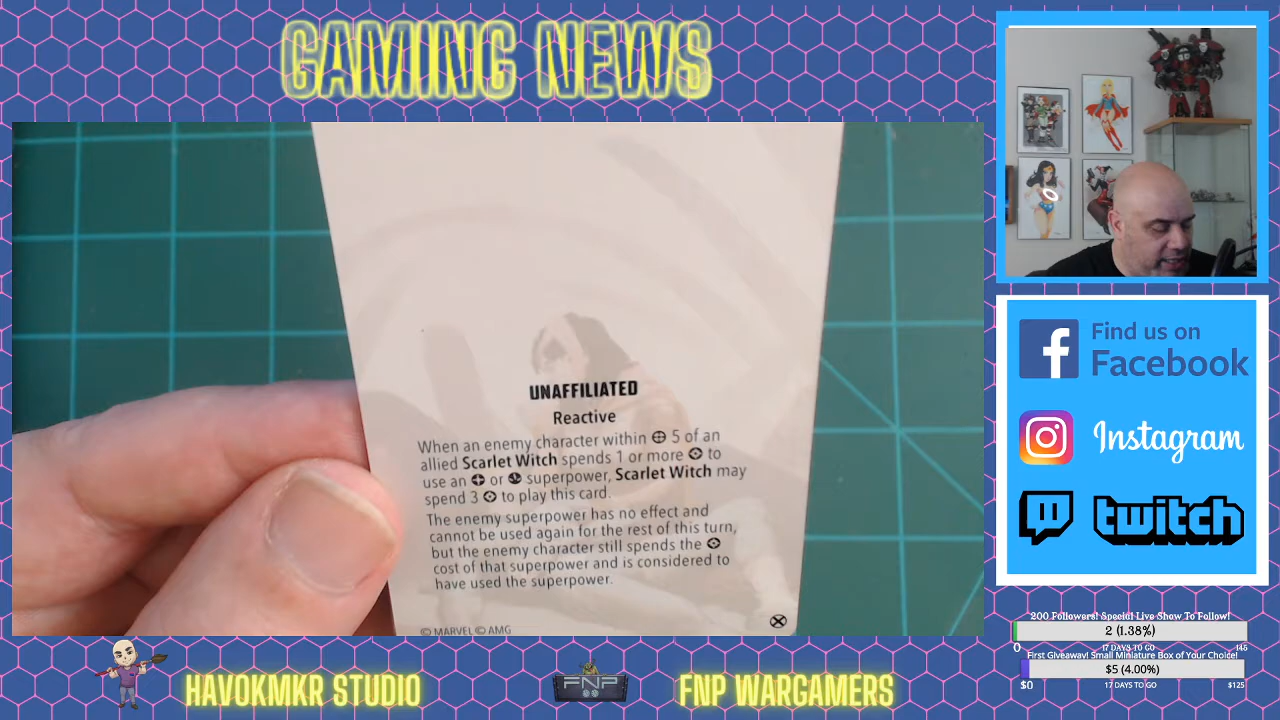 GAMING NEWS
UNAFFILIATED
Reactive
When an enemy character within 5 of an
allied Scarlet Witch spends 1 or more to
use an or superpower, Scarlet Witch may
spend 3 to play this card.
The enemy superpower has no effect and
cannot be used again for the rest of this turn,
but the enemy character still spends the
cost of that superpower and is considered to
have used the superpower.
© MARVEL © AMG
Find us on
Facebook
Instagram
twitch
200 Followers! Special Live Show To Follow!
2 (1.38%)
0 17 DAYS TO GO 145
First Giveaway! Small Miniature Box of Your Choice!
$5 (4.00%)
$0 17 DAYS TO GO $125
HAVOKMKR STUDIO
FNP
FNP WARGAMERS